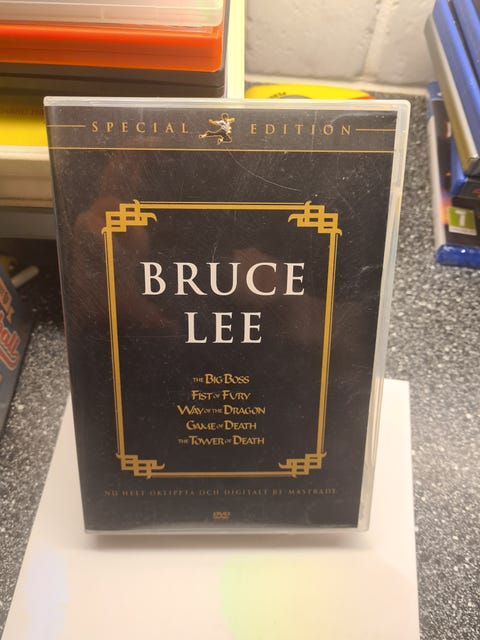 SPECIAL EDITION
BRUCE
LEE
THE BIG BOSS
FIST OF FURY
WAY OF THE DRAGON
GAME OF DEATH
THE TOWER OF DEATH
NU HELT OKLIPPTA OCH DIGITALT RE-MASTRADE
DVD